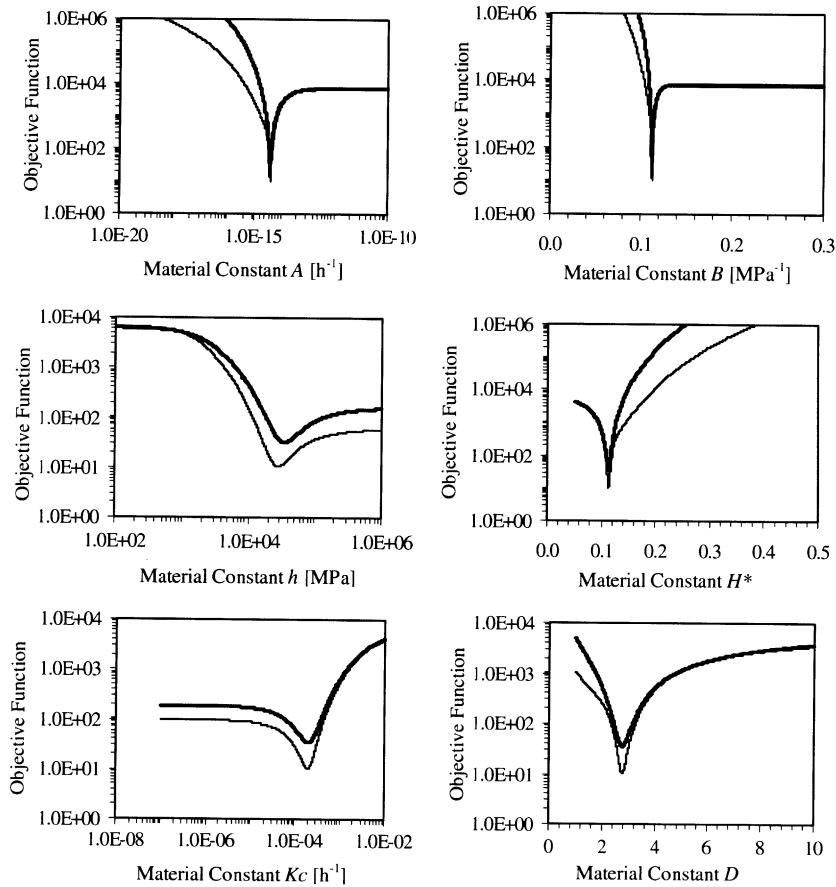 1.0E+06
1.0E+04
1.0E+02
1.0E+00
Objective Function
1.0E-20
1.0E-15
1.0E-10
Material Constant A [h⁻¹]
1.0E+06
1.0E+04
1.0E+02
1.0E+00
Objective Function
0.0
0.1
0.2
0.3
Material Constant B [MPa⁻¹]
1.0E+04
1.0E+03
1.0E+02
1.0E+01
1.0E+00
Objective Function
1.0E+02
1.0E+04
1.0E+06
Material Constant h [MPa]
1.0E+06
1.0E+04
1.0E+02
1.0E+00
Objective Function
0.0
0.1
0.2
0.3
0.4
0.5
Material Constant H*
1.0E+04
1.0E+03
1.0E+02
1.0E+01
1.0E+00
Objective Function
1.0E-08
1.0E-06
1.0E-04
1.0E-02
Material Constant Kc [h⁻¹]
1.0E+04
1.0E+03
1.0E+02
1.0E+01
1.0E+00
Objective Function
0
2
4
6
8
10
Material Constant D